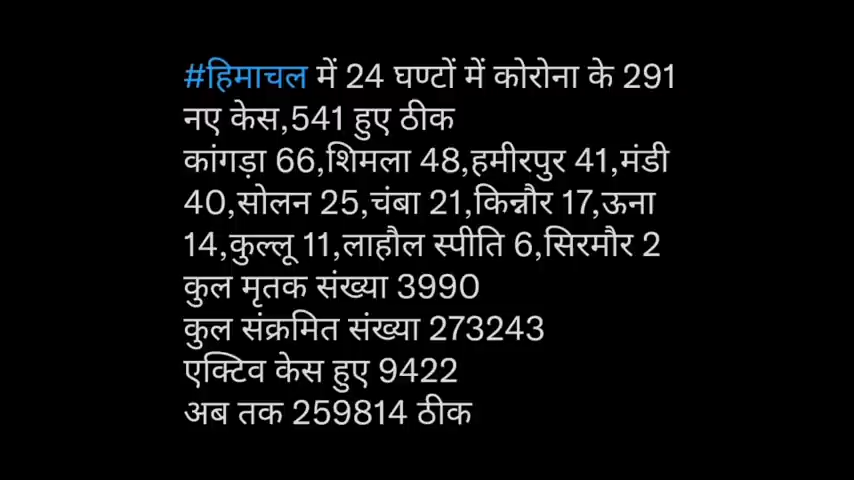 #हिमाचल में 24 घण्टों में कोरोना के 291
नए केस,541 हुए ठीक
कांगड़ा 66,शिमला 48,हमीरपुर 41,मंडी
40,सोलन 25,चंबा 21,किन्नौर 17,ऊना
14,कुल्लू 11,लाहौल स्पीति 6,सिरमौर 2
कुल मृतक संख्या 3990
कुल संक्रमित संख्या 273243
एक्टिव केस हुए 9422
अब तक 259814 ठीक